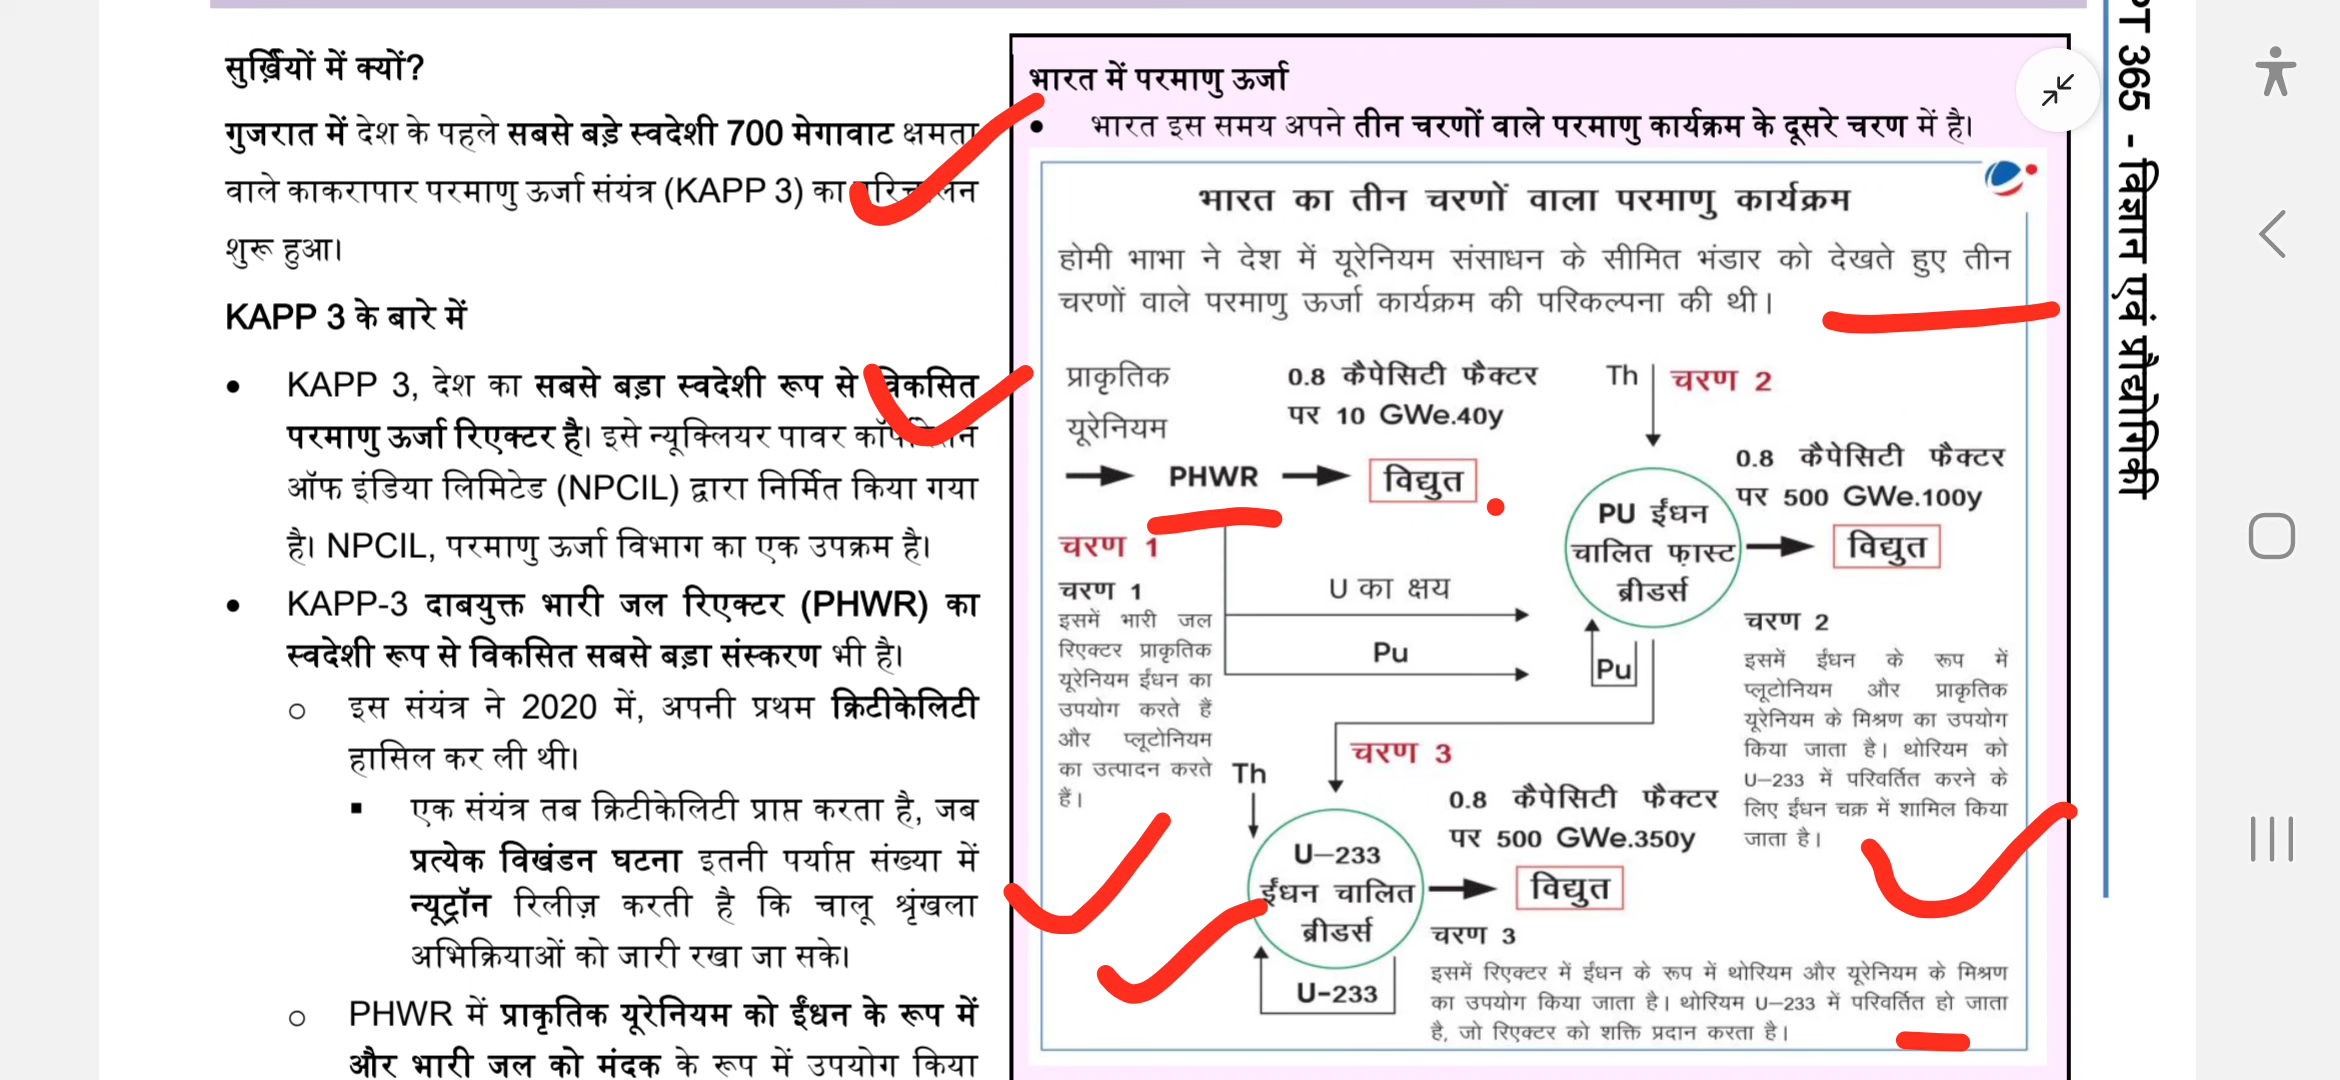 सुर्ख़ियों में क्यों?
गुजरात में देश के पहले सबसे बड़े स्वदेशी 700 मेगावाट क्षमता
वाले काकरापार परमाणु ऊर्जा संयंत्र (KAPP 3) का परिचालन
शुरू हुआ।
KAPP 3 के बारे में
● KAPP 3, देश का सबसे बड़ा स्वदेशी रूप से विकसित
परमाणु ऊर्जा रिएक्टर है। इसे न्यूक्लियर पावर कॉर्पोरेशन
ऑफ इंडिया लिमिटेड (NPCIL) द्वारा निर्मित किया गया
है। NPCIL, परमाणु ऊर्जा विभाग का एक उपक्रम है।
● KAPP-3 दाबयुक्त भारी जल रिएक्टर (PHWR) का
स्वदेशी रूप से विकसित सबसे बड़ा संस्करण भी है।
○ इस संयंत्र ने 2020 में, अपनी प्रथम क्रिटीकेलिटी
हासिल कर ली थी।
▪ एक संयंत्र तब क्रिटीकेलिटी प्राप्त करता है, जब
प्रत्येक विखंडन घटना इतनी पर्याप्त संख्या में
न्यूट्रॉन रिलीज़ करती है कि चालू श्रृंखला
अभिक्रियाओं को जारी रखा जा सके।
○ PHWR में प्राकृतिक यूरेनियम को ईंधन के रूप में
और भारी जल को मंदक के रूप में उपयोग किया
भारत में परमाणु ऊर्जा
● भारत इस समय अपने तीन चरणों वाले परमाणु कार्यक्रम के दूसरे चरण में है।
भारत का तीन चरणों वाला परमाणु कार्यक्रम
होमी भाभा ने देश में यूरेनियम संसाधन के सीमित भंडार को देखते हुए तीन
चरणों वाले परमाणु ऊर्जा कार्यक्रम की परिकल्पना की थी।
प्राकृतिक
यूरेनियम
0.8 कैपेसिटी फैक्टर
पर 10 GWe.40y
PHWR
विद्युत
चरण 1
चरण 1
इसमें भारी जल
रिएक्टर प्राकृतिक
यूरेनियम ईंधन का
उपयोग करते हैं
और प्लूटोनियम
का उत्पादन करते
हैं।
U का क्षय
Pu
Th
चरण 2
0.8 कैपेसिटी फैक्टर
पर 500 GWe.100y
PU ईंधन
चालित फ़ास्ट
ब्रीडर्स
विद्युत
Pu
चरण 2
इसमें ईंधन के रूप में
प्लूटोनियम और प्राकृतिक
यूरेनियम के मिश्रण का उपयोग
किया जाता है। थोरियम को
U-233 में परिवर्तित करने के
लिए ईंधन चक्र में शामिल किया
जाता है।
चरण 3
Th
0.8 कैपेसिटी फैक्टर
पर 500 GWe.350y
U-233
ईंधन चालित
ब्रीडर्स
विद्युत
U-233
चरण 3
इसमें रिएक्टर में ईंधन के रूप में थोरियम और यूरेनियम के मिश्रण
का उपयोग किया जाता है। थोरियम U-233 में परिवर्तित हो जाता
है, जो रिएक्टर को शक्ति प्रदान करता है।
PT 365 - विज्ञान एवं प्रौद्योगिकी